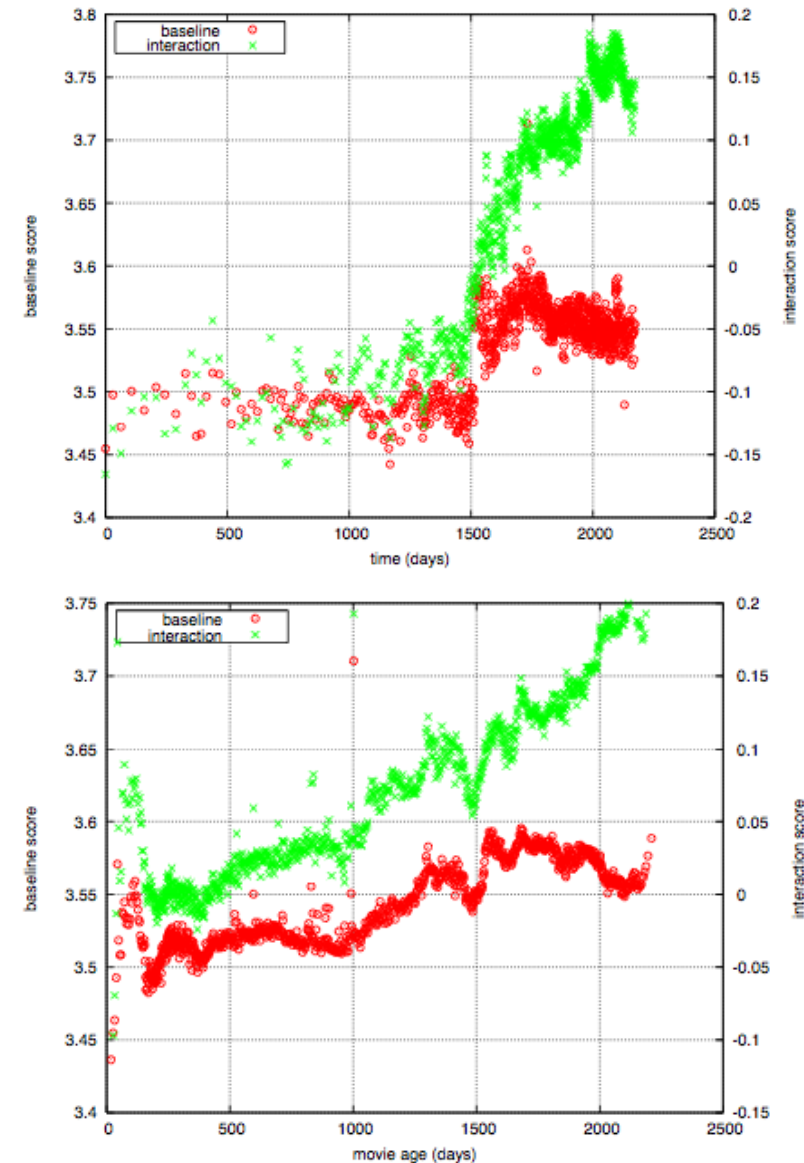 3.8
3.75
3.7
3.65
3.6
3.55
3.5
3.45
3.4
baseline score
baseline
interaction
0.2
0.15
0.1
0.05
0
-0.05
-0.1
-0.15
-0.2
interaction score
0 500 1000 1500 2000 2500
time (days)
3.75
3.7
3.65
3.6
3.55
3.5
3.45
3.4
baseline score
baseline
interaction
0.2
0.15
0.1
0.05
0
-0.05
-0.1
-0.15
interaction score
0 500 1000 1500 2000 2500
movie age (days)